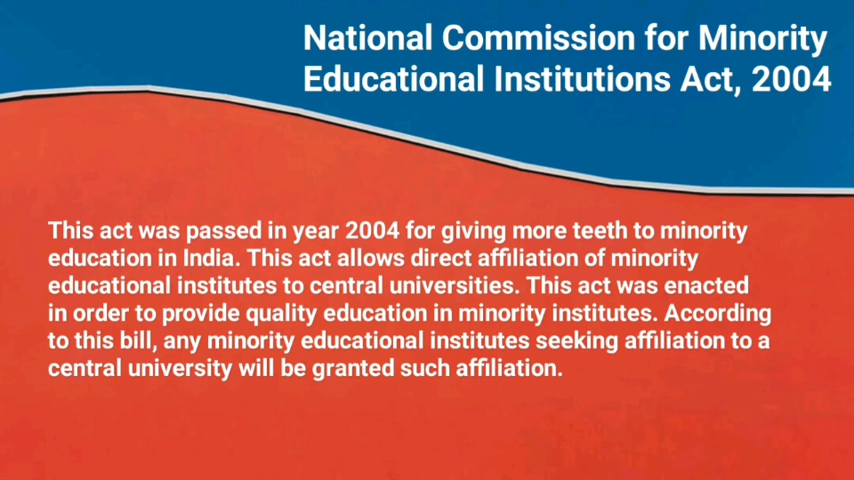 National Commission for Minority
Educational Institutions Act, 2004
This act was passed in year 2004 for giving more teeth to minority
education in India. This act allows direct affiliation of minority
educational institutes to central universities. This act was enacted
in order to provide quality education in minority institutes. According
to this bill, any minority educational institutes seeking affiliation to a
central university will be granted such affiliation.